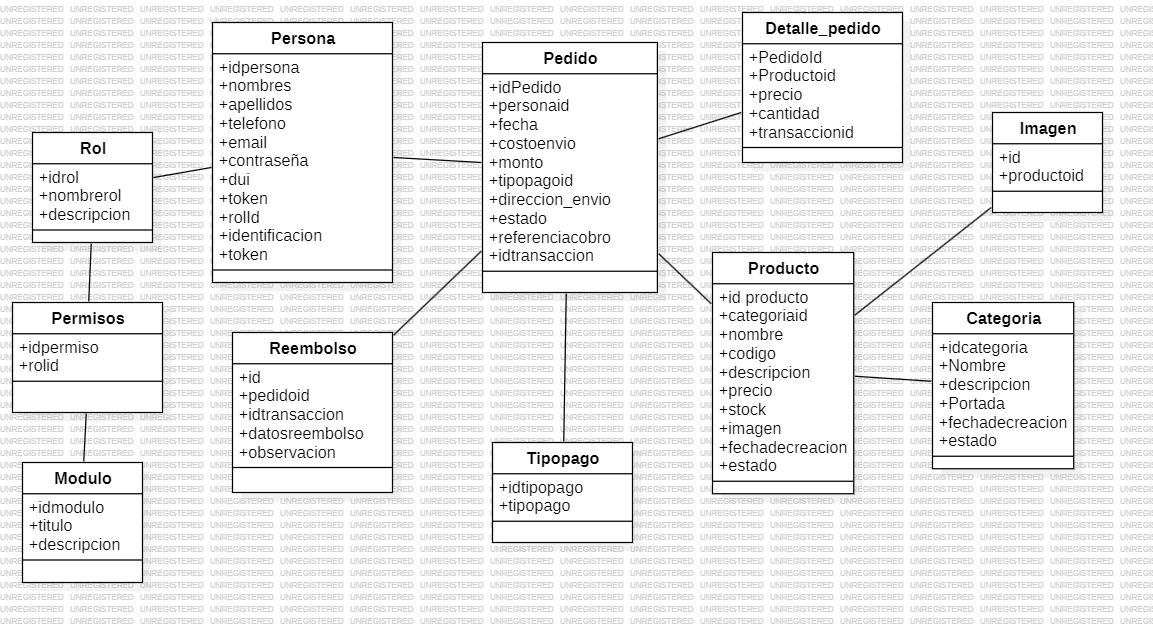 Persona
+idpersona
+nombres
+apellidos
+telefono
+email
+contraseña
+dui
+token
+rolId
+identificacion
+token
Pedido
+idPedido
+personaid
+fecha
+costoenvio
+monto
+tipopagoid
+direccion_envio
+estado
+referenciacobro
+idtransaccion
Detalle_pedido
+PedidoId
+Productoid
+precio
+cantidad
+transaccionid
Imagen
+id
+productoid
Rol
+idrol
+nombrerol
+descripcion
Permisos
+idpermiso
+rolid
Modulo
+idmodulo
+titulo
+descripcion
Reembolso
+id
+pedidoid
+idtransaccion
+datosreembolso
+observacion
Tipopago
+idtipopago
+tipopago
Producto
+id producto
+categoriaid
+nombre
+codigo
+descripcion
+precio
+stock
+imagen
+fechadecreacion
+estado
Categoria
+idcategoria
+Nombre
+descripcion
+Portada
+fechadecreacion
+estado
UNREGISTERED